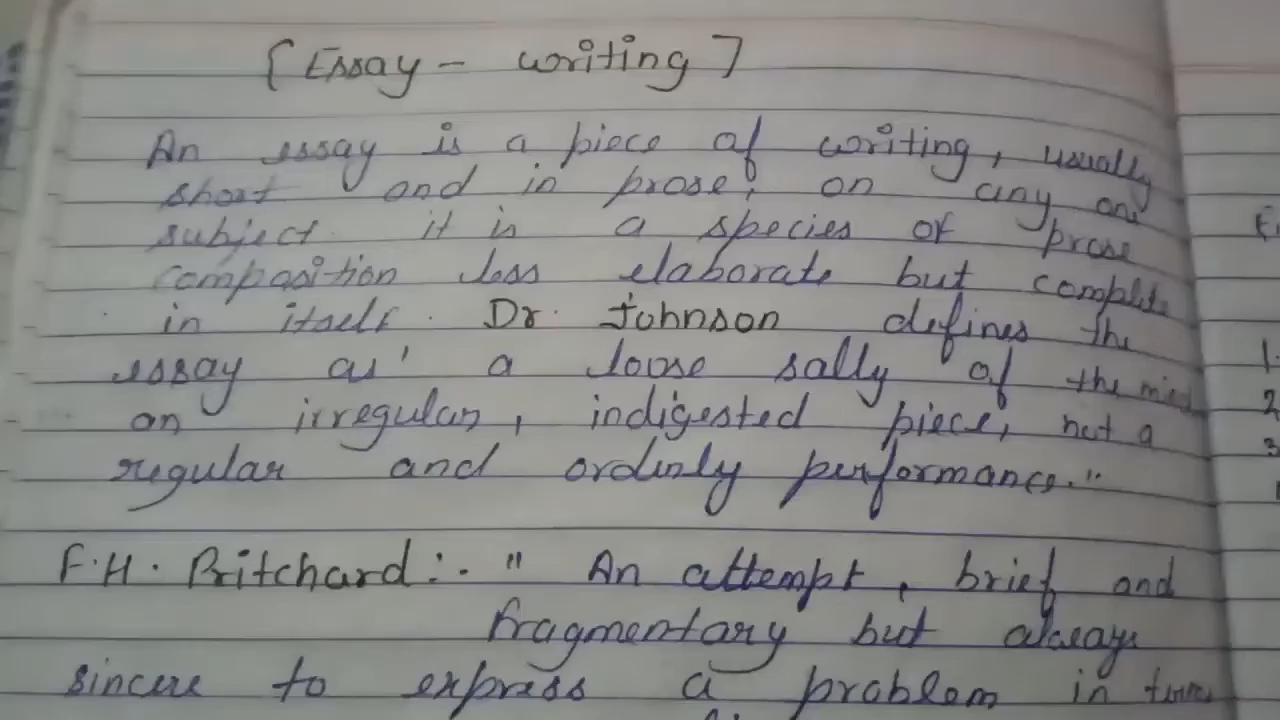 [Essay - writing]
An essay is a piece of writing, usually
short and in prose, on any one
subject. it is a species of prose
composition less elaborate but complete
in itself. Dr. Johnson defines the
essay as' a loose sally of the mind
an irregular, indigested piece, not a
regular and orderly performance."
F.H. Pritchard:- " An attempt, brief and
fragmentary but always
sincere to express a problem in
1.
2
3